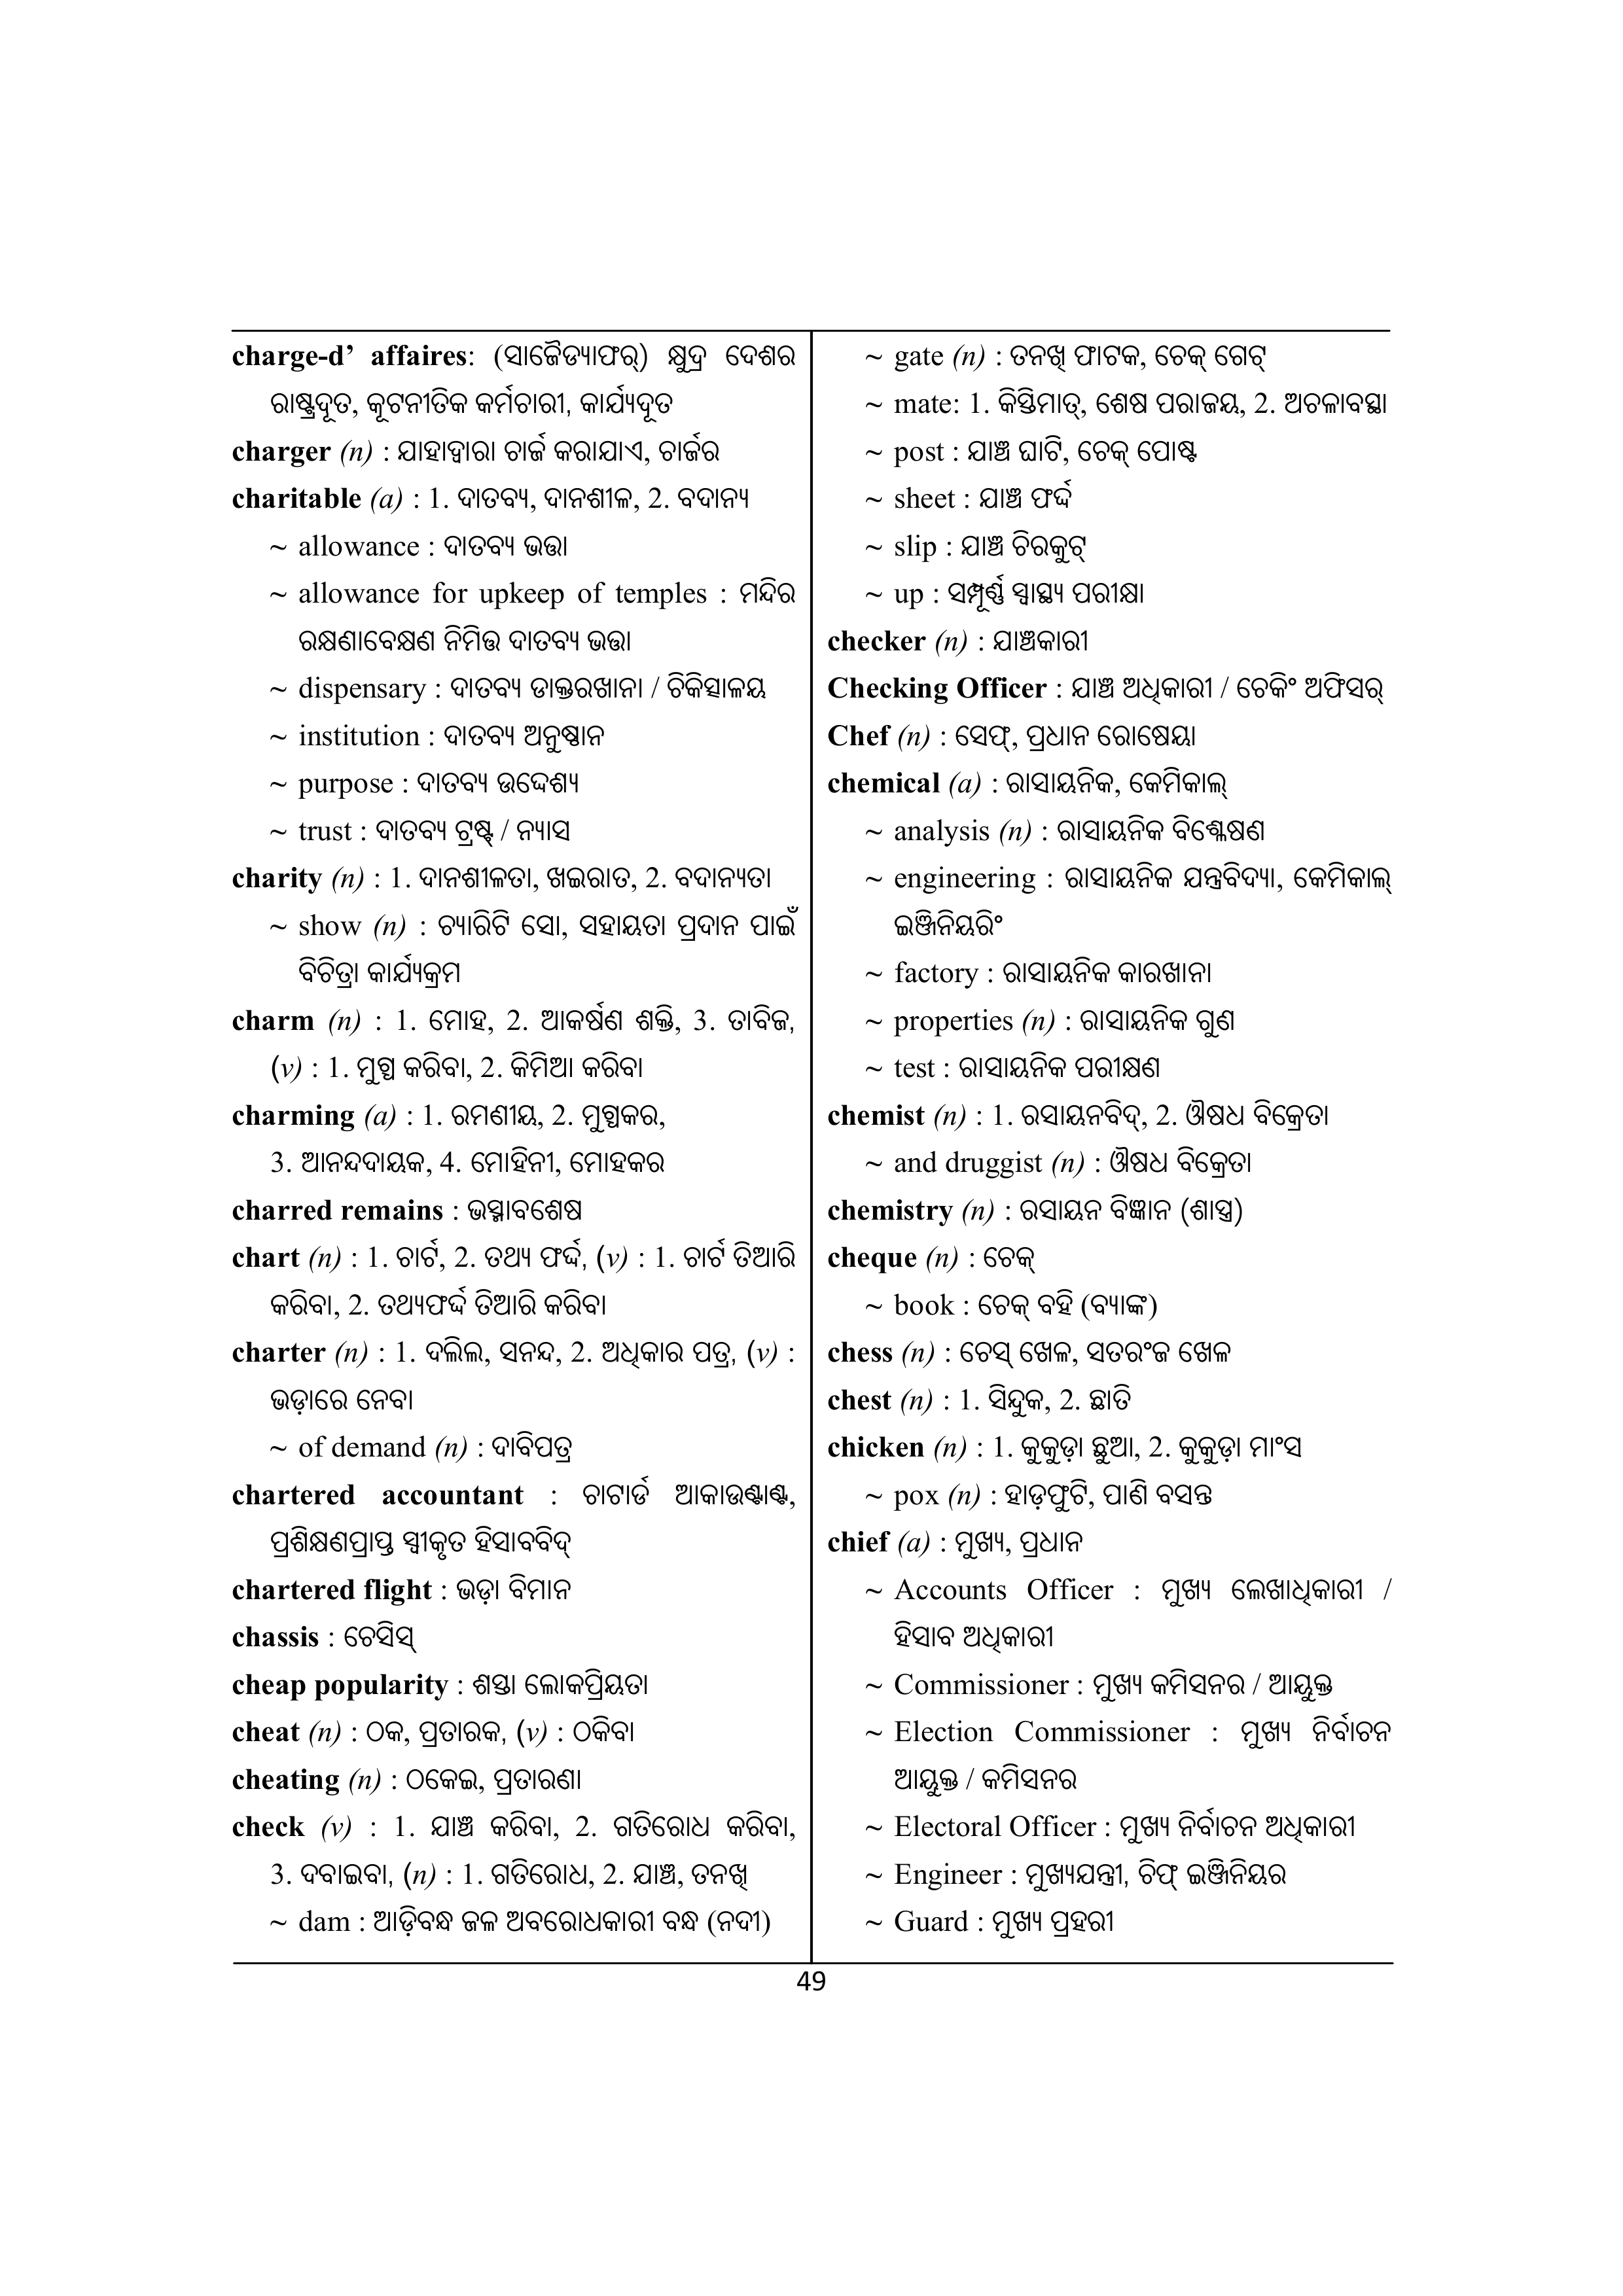 charge-d’ affaires: (ସାର୍ଜେଡ୍ୟାଫର୍) କ୍ଷୁଦ୍ର ଦେଶର
ରାଷ୍ଟ୍ରଦୂତ, କୂଟନୀତିକ କର୍ମଚାରୀ, କାର୍ଯ୍ୟଦୂତ
charger (n) : ଯାହାଦ୍ୱାରା ଚାର୍ଜ କରାଯାଏ, ଚାର୍ଜର
charitable (a) : 1. ଦାତବ୍ୟ, ଦାନଶୀଳ, 2. ବଦାନ୍ୟ
~ allowance : ଦାତବ୍ୟ ଭତ୍ତା
~ allowance for upkeep of temples : ମନ୍ଦିର
ରକ୍ଷଣାବେକ୍ଷଣ ନିମିତ୍ତ ଦାତବ୍ୟ ଭତ୍ତା
~ dispensary : ଦାତବ୍ୟ ଡାକ୍ତରଖାନା / ଚିକିତ୍ସାଳୟ
~ institution : ଦାତବ୍ୟ ଅନୁଷ୍ଠାନ
~ purpose : ଦାତବ୍ୟ ଉଦ୍ଦେଶ୍ୟ
~ trust : ଦାତବ୍ୟ ଟ୍ରଷ୍ଟ୍ / ନ୍ୟାସ
charity (n) : 1. ଦାନଶୀଳତା, ଖଇରାତ, 2. ବଦାନ୍ୟତା
~ show (n) : ଚ୍ୟାରିଟି ସୋ, ସହାୟତା ପ୍ରଦାନ ପାଇଁ
ବିଚିତ୍ରା କାର୍ଯ୍ୟକ୍ରମ
charm (n) : 1. ମୋହ, 2. ଆକର୍ଷଣ ଶକ୍ତି, 3. ତାବିଜ,
(v) : 1. ମୁଗ୍ଧ କରିବା, 2. କିମିଆ କରିବା
charming (a) : 1. ରମଣୀୟ, 2. ମୁଗ୍ଧକର,
3. ଆନନ୍ଦଦାୟକ, 4. ମୋହିନୀ, ମୋହକର
charred remains : ଭସ୍ମାବଶେଷ
chart (n) : 1. ଚାର୍ଟ, 2. ତଥ୍ୟ ଫର୍ଦ୍ଦ, (v) : 1. ଚାର୍ଟ ତିଆରି
କରିବା, 2. ତଥ୍ୟଫର୍ଦ୍ଦ ତିଆରି କରିବା
charter (n) : 1. ଦଲିଲ, ସନନ୍ଦ, 2. ଅଧିକାର ପତ୍ର, (v) :
ଭଡ଼ାରେ ନେବା
~ of demand (n) : ଦାବିପତ୍ର
chartered accountant : ଚାଟାର୍ଡ ଆକାଉଣ୍ଟାଣ୍ଟ,
ପ୍ରଶିକ୍ଷଣପ୍ରାପ୍ତ ସ୍ୱୀକୃତ ହିସାବବିଦ୍
chartered flight : ଭଡ଼ା ବିମାନ
chassis : ଚେସିସ୍
cheap popularity : ଶସ୍ତା ଲୋକପ୍ରିୟତା
cheat (n) : ଠକ, ପ୍ରତାରକ, (v) : ଠକିବା
cheating (n) : ଠକେଇ, ପ୍ରତାରଣା
check (v) : 1. ଯାଞ୍ଚ କରିବା, 2. ଗତିରୋଧ କରିବା,
3. ଦବାଇବା, (n) : 1. ଗତିରୋଧ, 2. ଯାଞ୍ଚ, ତନଖି
~ dam : ଆଡ଼ିବନ୍ଧ ଜଳ ଅବରୋଧକାରୀ ବନ୍ଧ (ନଦୀ)
~ gate (n) : ତନଖି ଫାଟକ, ଚେକ୍ ଗେଟ୍
~ mate: 1. କିସ୍ତିମାତ୍, ଶେଷ ପରାଜୟ, 2. ଅଚଳାବସ୍ଥା
~ post : ଯାଞ୍ଚ ଘାଟି, ଚେକ୍ ପୋଷ୍ଟ
~ sheet : ଯାଞ୍ଚ ଫର୍ଦ୍ଦ
~ slip : ଯାଞ୍ଚ ଚିରକୁଟ୍
~ up : ସମ୍ପୂର୍ଣ୍ଣ ସ୍ୱାସ୍ଥ୍ୟ ପରୀକ୍ଷା
checker (n) : ଯାଞ୍ଚକାରୀ
Checking Officer : ଯାଞ୍ଚ ଅଧିକାରୀ / ଚେକିଂ ଅଫିସର୍
Chef (n) : ସେଫ୍, ପ୍ରଧାନ ରୋଷେୟା
chemical (a) : ରାସାୟନିକ, କେମିକାଲ୍
~ analysis (n) : ରାସାୟନିକ ବିଶ୍ଳେଷଣ
~ engineering : ରାସାୟନିକ ଯନ୍ତ୍ରବିଦ୍ୟା, କେମିକାଲ୍
ଇଞ୍ଜିନିୟରିଂ
~ factory : ରାସାୟନିକ କାରଖାନା
~ properties (n) : ରାସାୟନିକ ଗୁଣ
~ test : ରାସାୟନିକ ପରୀକ୍ଷଣ
chemist (n) : 1. ରସାୟନବିଦ୍, 2. ଔଷଧ ବିକ୍ରେତା
~ and druggist (n) : ଔଷଧ ବିକ୍ରେତା
chemistry (n) : ରସାୟନ ବିଜ୍ଞାନ (ଶାସ୍ତ୍ର)
cheque (n) : ଚେକ୍
~ book : ଚେକ୍ ବହି (ବ୍ୟାଙ୍କ)
chess (n) : ଚେସ୍ ଖେଳ, ସତରଂଜ ଖେଳ
chest (n) : 1. ସିନ୍ଦୁକ, 2. ଛାତି
chicken (n) : 1. କୁକୁଡ଼ା ଛୁଆ, 2. କୁକୁଡ଼ା ମାଂସ
~ pox (n) : ହାଡ଼ଫୁଟି, ପାଣି ବସନ୍ତ
chief (a) : ମୁଖ୍ୟ, ପ୍ରଧାନ
~ Accounts Officer : ମୁଖ୍ୟ ଲେଖାଧିକାରୀ /
ହିସାବ ଅଧିକାରୀ
~ Commissioner : ମୁଖ୍ୟ କମିସନର / ଆୟୁକ୍ତ
~ Election Commissioner : ମୁଖ୍ୟ ନିର୍ବାଚନ
ଆୟୁକ୍ତ / କମିସନର
~ Electoral Officer : ମୁଖ୍ୟ ନିର୍ବାଚନ ଅଧିକାରୀ
~ Engineer : ମୁଖ୍ୟଯନ୍ତ୍ରୀ, ଚିଫ୍ ଇଞ୍ଜିନିୟର
~ Guard : ମୁଖ୍ୟ ପ୍ରହରୀ
49